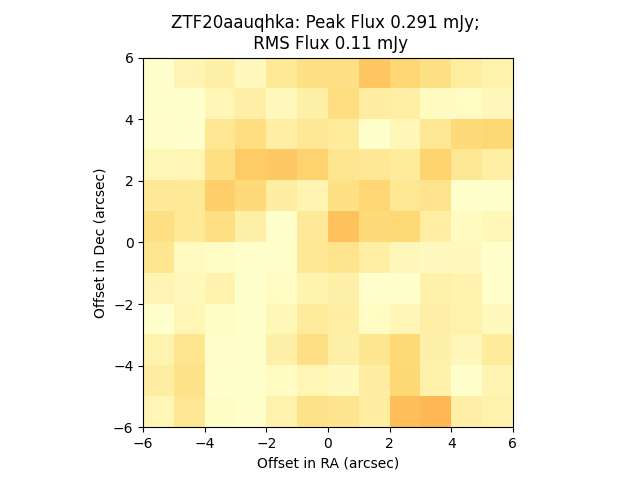 ZTF20aauqhka: Peak Flux 0.291 mJy;
RMS Flux 0.11 mJy
6
4
2
0
−2
−4
−6
Offset in Dec (arcsec)
−6 −4 −2 0 2 4 6
Offset in RA (arcsec)